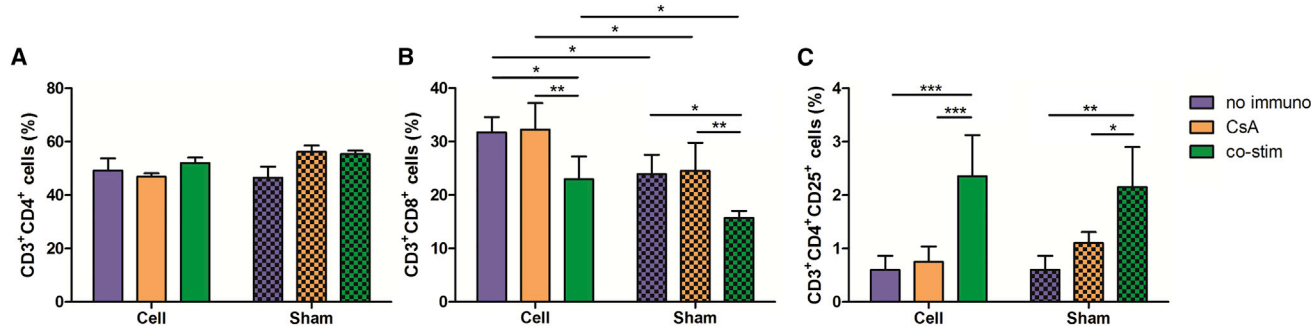 A
CD3⁺CD4⁺ cells (%)
80
60
40
20
0
Cell
Sham
B
CD3⁺CD8⁺ cells (%)
40
30
20
10
0
*
*
*
*
**
*
**
Cell
Sham
C
CD3⁺CD4⁺CD25⁺ cells (%)
25
3
2
1
0
***
***
**
*
Cell
Sham
no immuno
CsA
co-stim